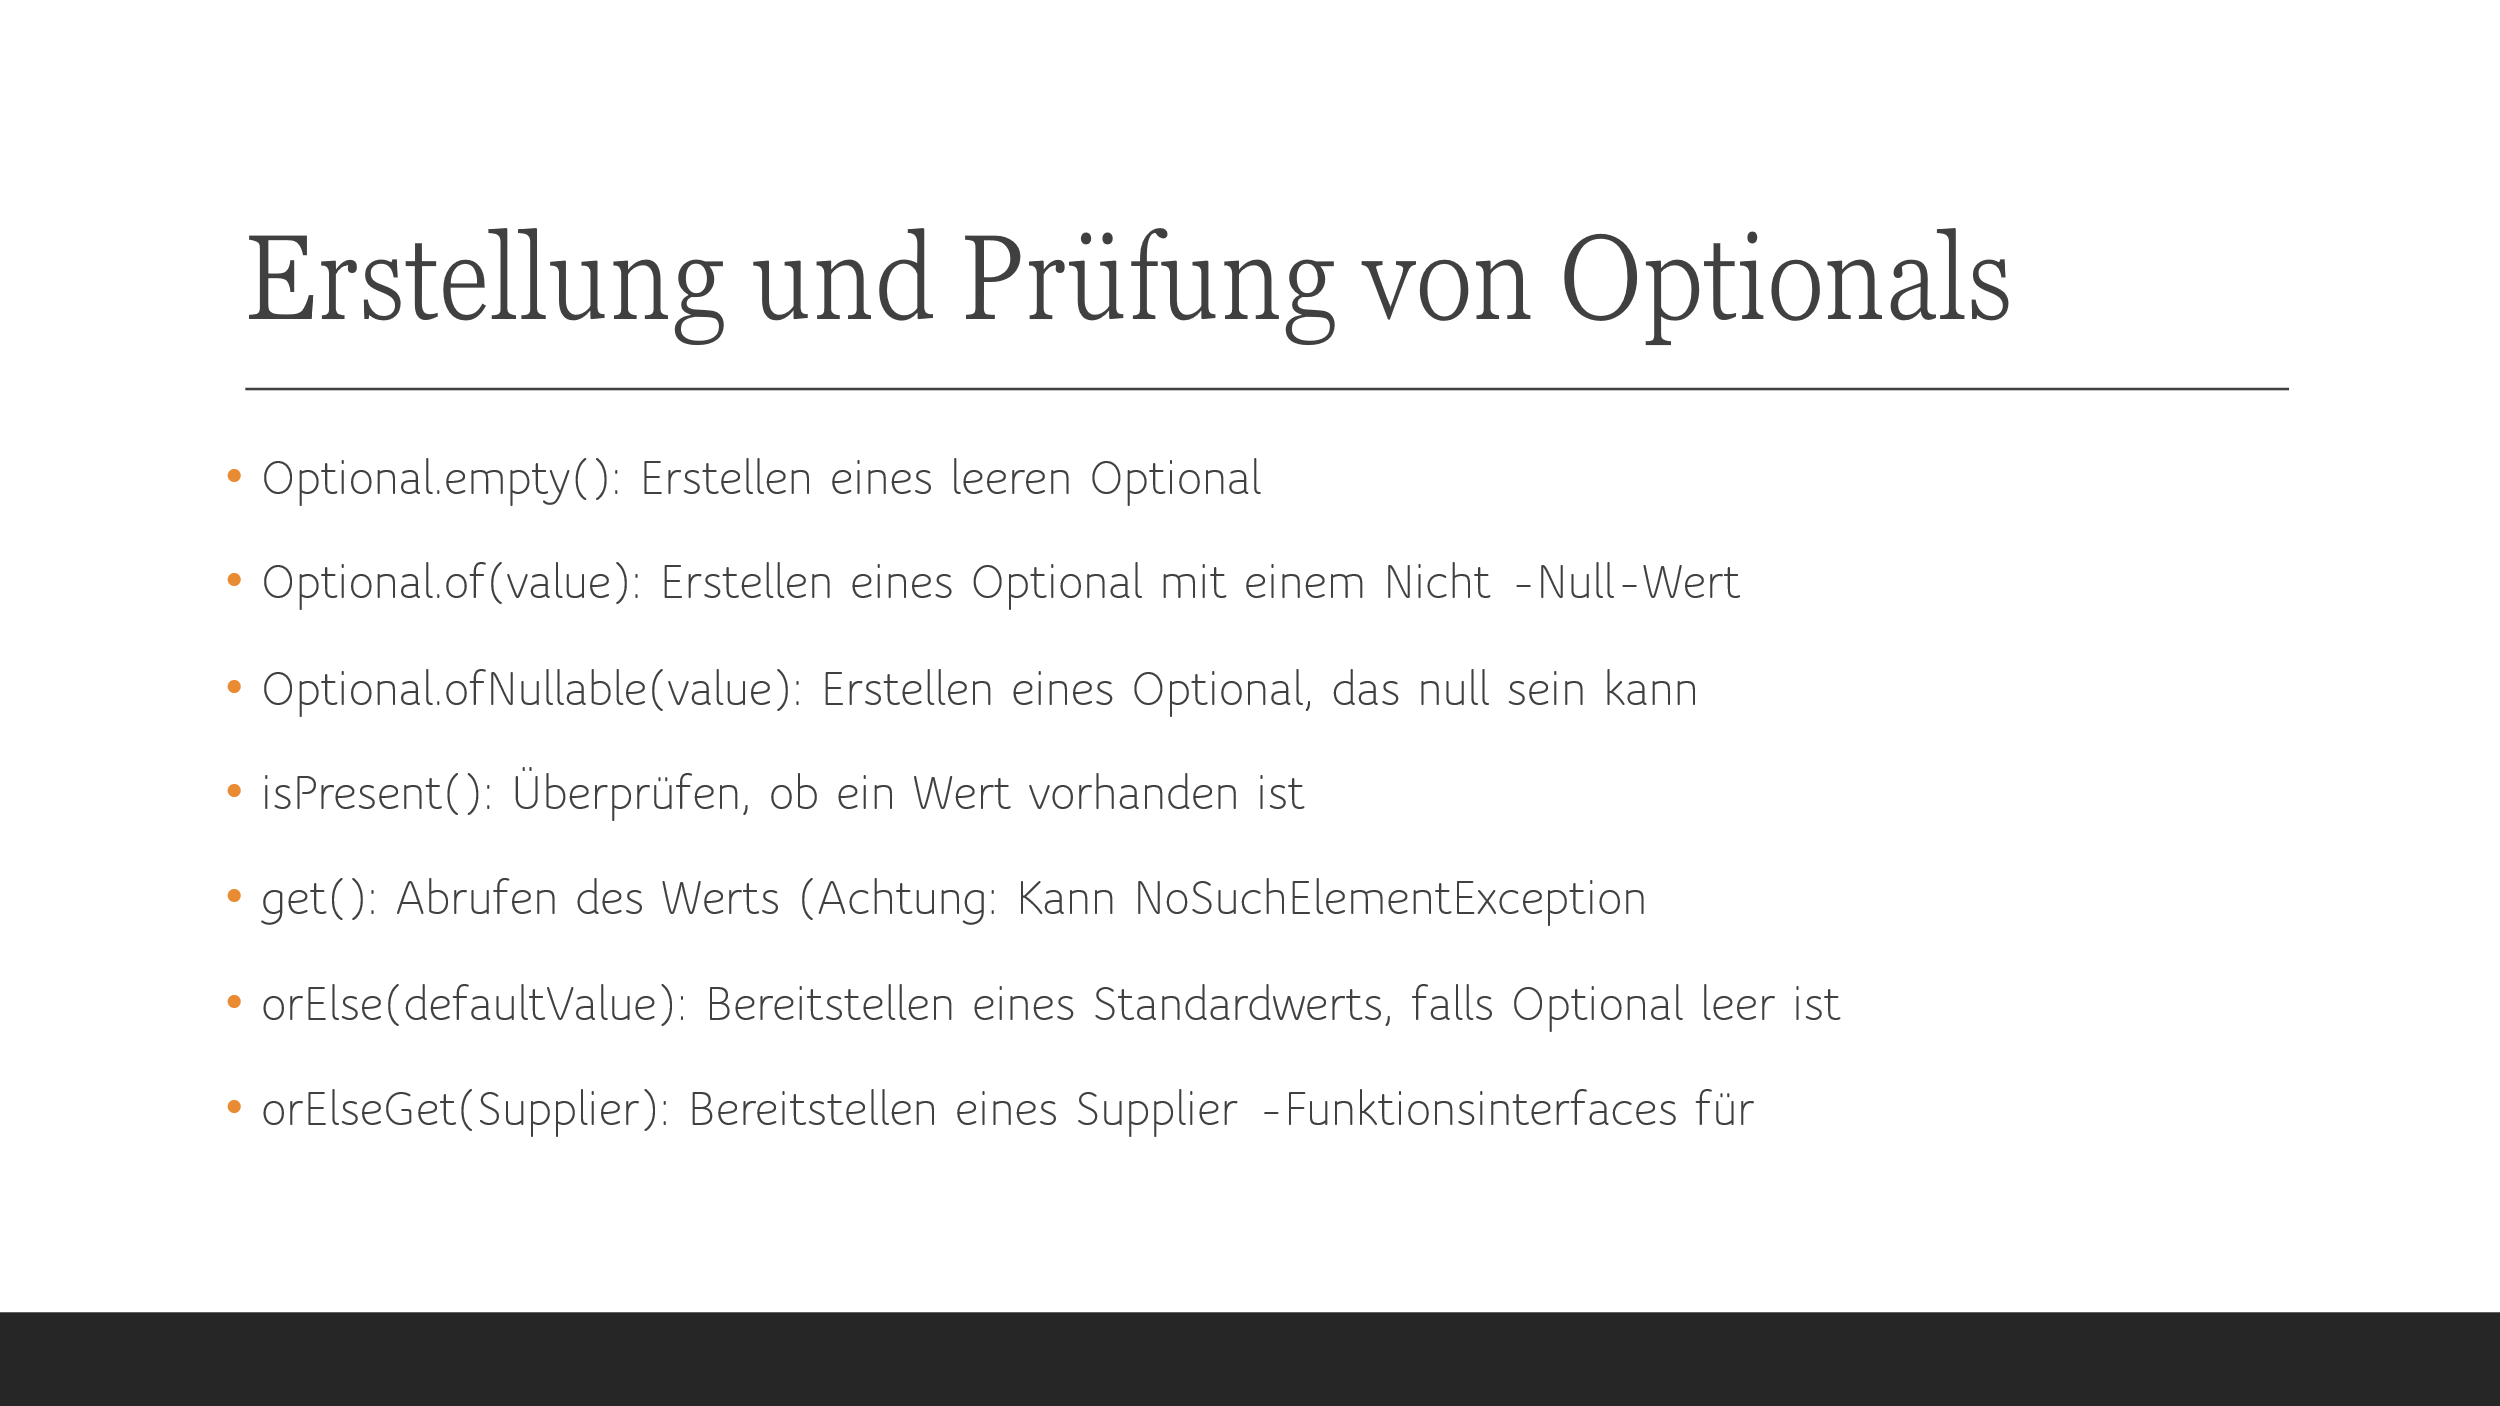 Erstellung und Prüfung von Optionals
• Optional.empty(): Erstellen eines leeren Optional
• Optional.of(value): Erstellen eines Optional mit einem Nicht -Null-Wert
• Optional.ofNullable(value): Erstellen eines Optional, das null sein kann
• isPresent(): Überprüfen, ob ein Wert vorhanden ist
• get(): Abrufen des Werts (Achtung: Kann NoSuchElementException
• orElse(defaultValue): Bereitstellen eines Standardwerts, falls Optional leer ist
• orElseGet(Supplier): Bereitstellen eines Supplier -Funktionsinterfaces für